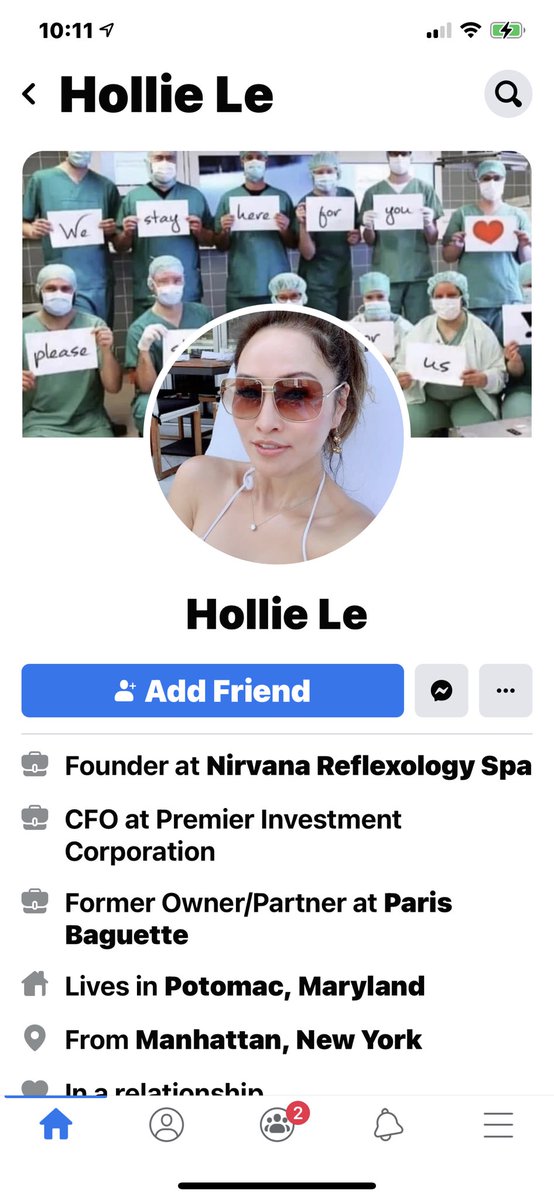 10:11
Hollie Le
We stay here for you
please
for
us
Hollie Le
Add Friend
Founder at Nirvana Reflexology Spa
CFO at Premier Investment
Corporation
Former Owner/Partner at Paris
Baguette
Lives in Potomac, Maryland
From Manhattan, New York
In a relationship
2